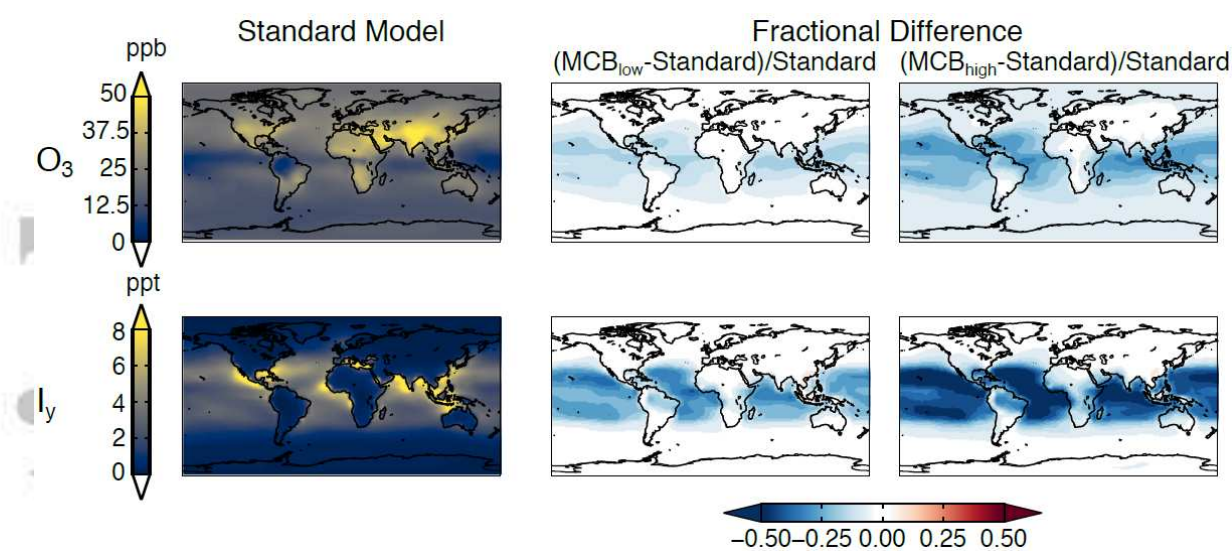 Standard Model
Fractional Difference
(MCBlow-Standard)/Standard
(MCBhigh-Standard)/Standard
ppb
50
37.5
25
12.5
0
O3
ppt
8
6
4
2
0
Iy
−0.50 −0.25 0.00 0.25 0.50